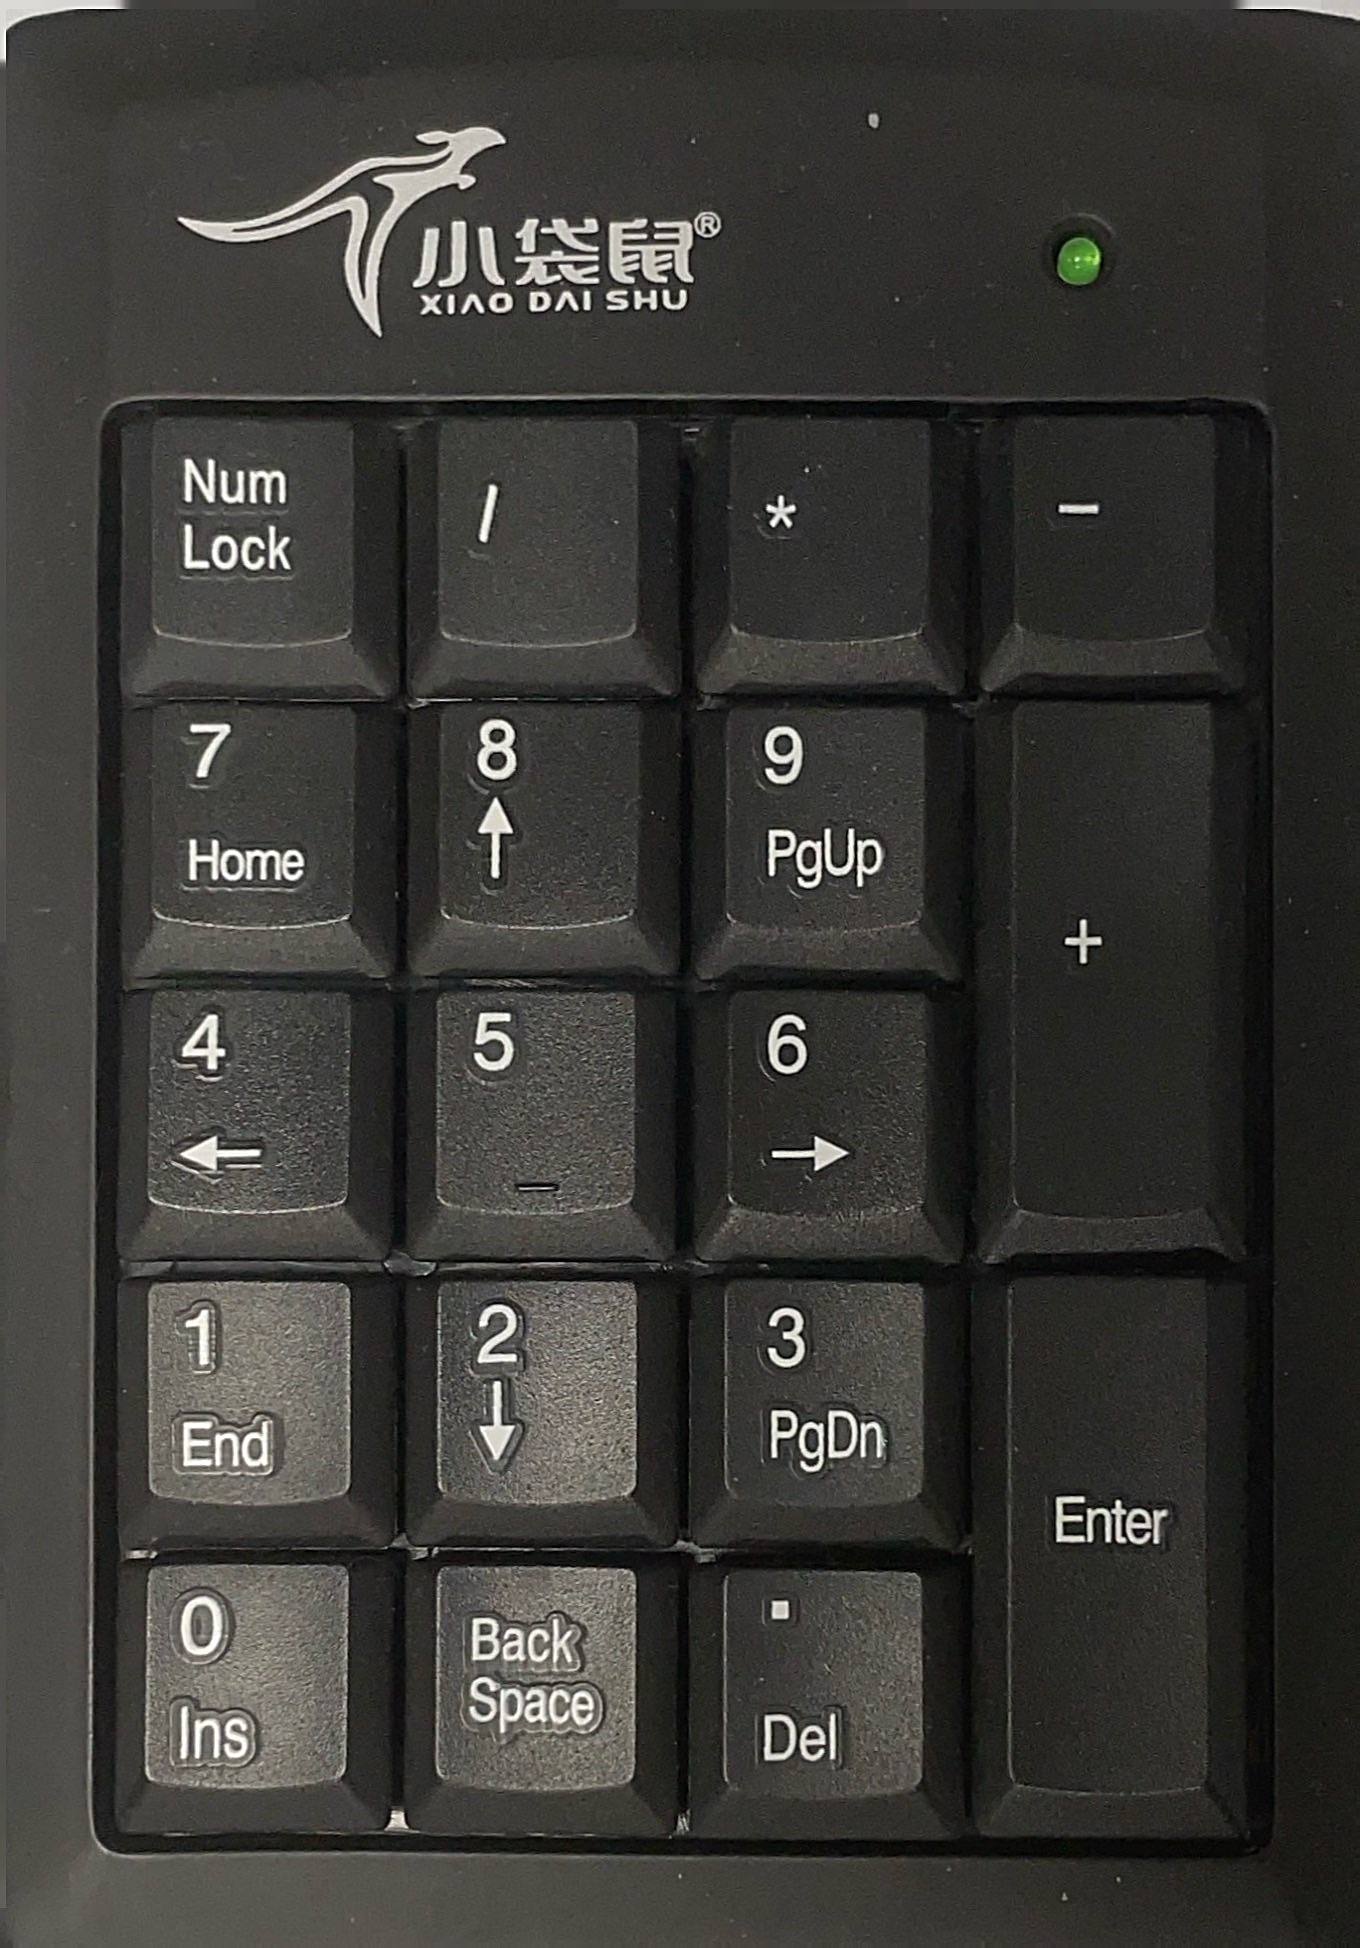 小袋鼠®
XIAO DAI SHU
Num
Lock
/
*
−
7
Home
8
↑
9
PgUp
+
4
←
5
6
→
1
End
2
↓
3
PgDn
Enter
0
Ins
Back
Space
.
Del